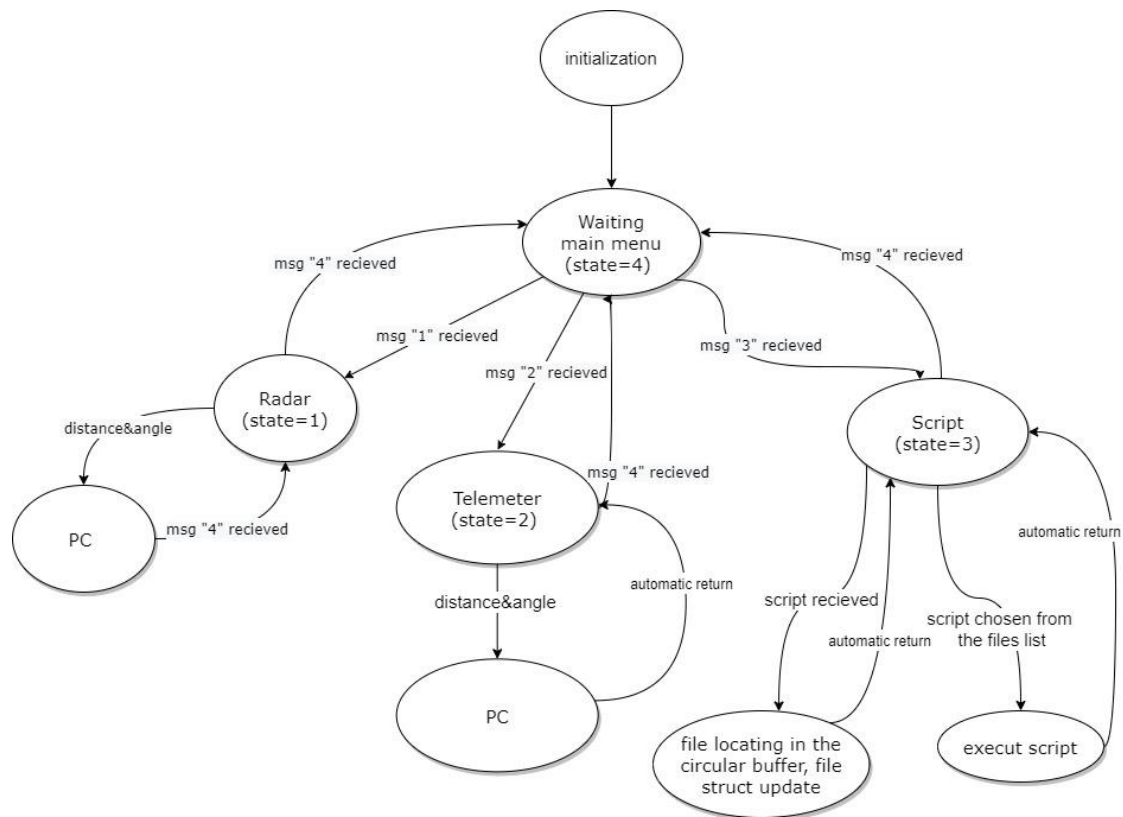 initialization
Waiting
main menu
(state=4)
msg "4" recieved
msg "4" recieved
msg "1" recieved
msg "2" recieved
msg "3" recieved
Radar
(state=1)
distance&angle
PC
msg "4" recieved
msg "4" recieved
Telemeter
(state=2)
distance&angle
automatic return
PC
Script
(state=3)
script recieved
automatic return
script chosen from
the files list
automatic return
file locating in the
circular buffer, file
struct update
execut script